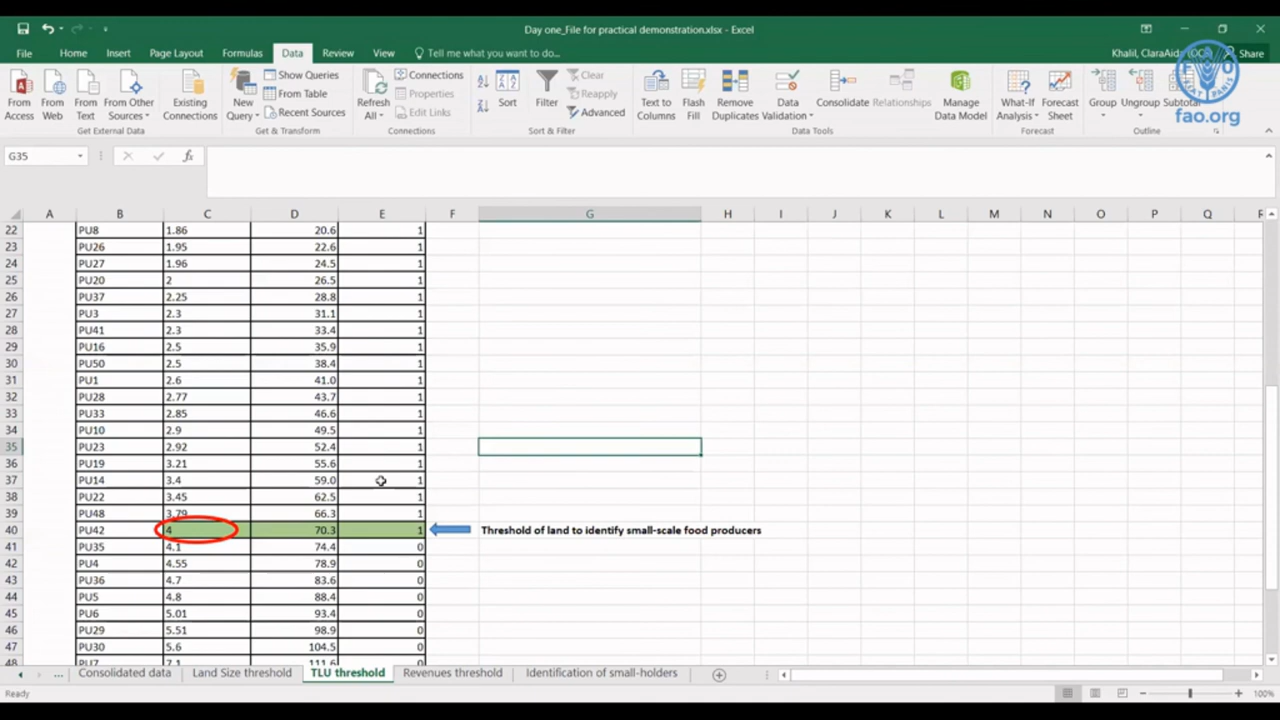 Day one_File for practical demonstration.xlsx - Excel
File Home Insert Page Layout Formulas Data Review View Tell me what you want to do...
Share
fao.org
From Access From Web From Text From Other Sources Existing Connections New Query Show Queries From Table Recent Sources Refresh All Connections Properties Edit Links Sort Filter Clear Reapply Advanced Text to Columns Flash Fill Remove Duplicates Data Validation Consolidate Relationships Manage Data Model What-If Analysis Forecast Sheet Group Ungroup Subtotal
Get External Data Get & Transform Connections Sort & Filter Data Tools Forecast Outline
G35 fx
A B C D E F G H I J K L M N O P Q
22 PU8 1.86 20.6 1
23 PU26 1.95 22.6 1
24 PU27 1.96 24.5 1
25 PU20 2 26.5 1
26 PU37 2.25 28.8 1
27 PU3 2.3 31.1 1
28 PU41 2.3 33.4 1
29 PU16 2.5 35.9 1
30 PU50 2.5 38.4 1
31 PU1 2.6 41.0 1
32 PU28 2.77 43.7 1
33 PU33 2.85 46.6 1
34 PU10 2.9 49.5 1
35 PU23 2.92 52.4 1
36 PU19 3.21 55.6 1
37 PU14 3.4 59.0 1
38 PU22 3.45 62.5 1
39 PU48 3.79 66.3 1
40 PU42 4 70.3 1 Threshold of land to identify small-scale food producers
41 PU35 4.1 74.4 0
42 PU4 4.55 78.9 0
43 PU36 4.7 83.6 0
44 PU5 4.8 88.4 0
45 PU6 5.01 93.4 0
46 PU29 5.51 98.9 0
47 PU30 5.6 104.5 0
48 PU7 7.1 111.6 0
... Consolidated data Land Size threshold TLU threshold Revenues threshold Identification of small-holders
Ready 100%